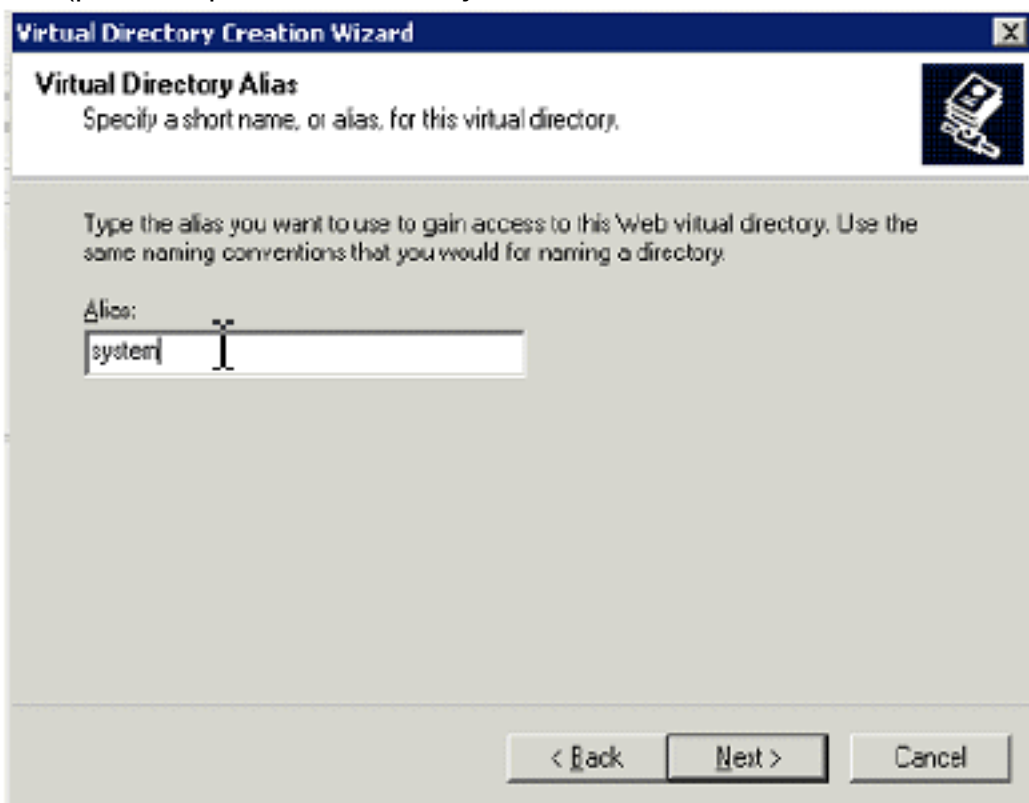 Virtual Directory Creation Wizard
Virtual Directory Alias
Specify a short name, or alias, for this virtual directory.
Type the alias you want to use to gain access to this Web virtual directory. Use the
same naming conventions that you would for naming a directory.
Alias:
system
< Back Next > Cancel